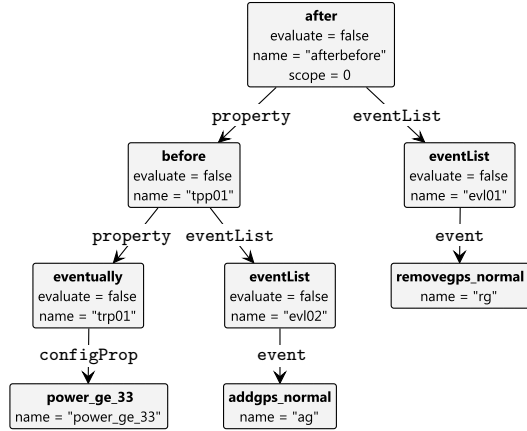 after
evaluate = false
name = "afterbefore"
scope = 0
property
eventList
before
evaluate = false
name = "tpp01"
eventList
evaluate = false
name = "evl01"
property
eventList
event
eventually
evaluate = false
name = "trp01"
eventList
evaluate = false
name = "evl02"
removegps_normal
name = "rg"
configProp
event
power_ge_33
name = "power_ge_33"
addgps_normal
name = "ag"